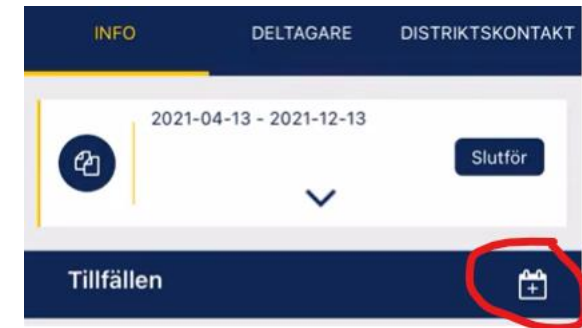 INFO DELTAGARE DISTRIKTSKONTAKT
2021-04-13 - 2021-12-13
Slutför
Tillfällen